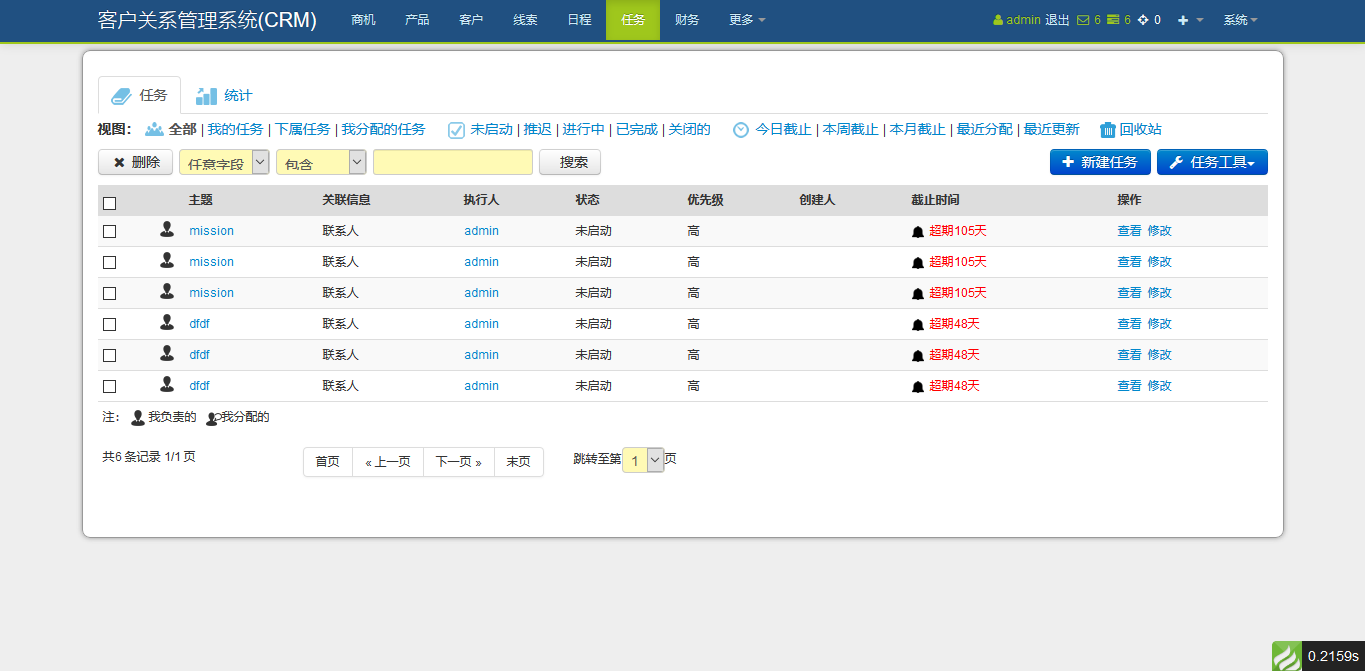 客户关系管理系统(CRM) 商机 产品 客户 线索 日程 任务 财务 更多 admin 退出 6 6 0 系统
任务 统计
视图: 全部 | 我的任务 | 下属任务 | 我分配的任务 未启动 | 推迟 | 进行中 | 已完成 | 关闭的 今日截止 | 本周截止 | 本月截止 | 最近分配 | 最近更新 回收站
删除 任意字段 包含 搜索 新建任务 任务工具
主题 关联信息 执行人 状态 优先级 创建人 截止时间 操作
mission 联系人 admin 未启动 高 超期105天 查看 修改
mission 联系人 admin 未启动 高 超期105天 查看 修改
mission 联系人 admin 未启动 高 超期105天 查看 修改
dfdf 联系人 admin 未启动 高 超期48天 查看 修改
dfdf 联系人 admin 未启动 高 超期48天 查看 修改
dfdf 联系人 admin 未启动 高 超期48天 查看 修改
注: 我负责的 我分配的
共6 条记录 1/1 页 首页 « 上一页 下一页 » 末页 跳转至第 1 页
0.2159s